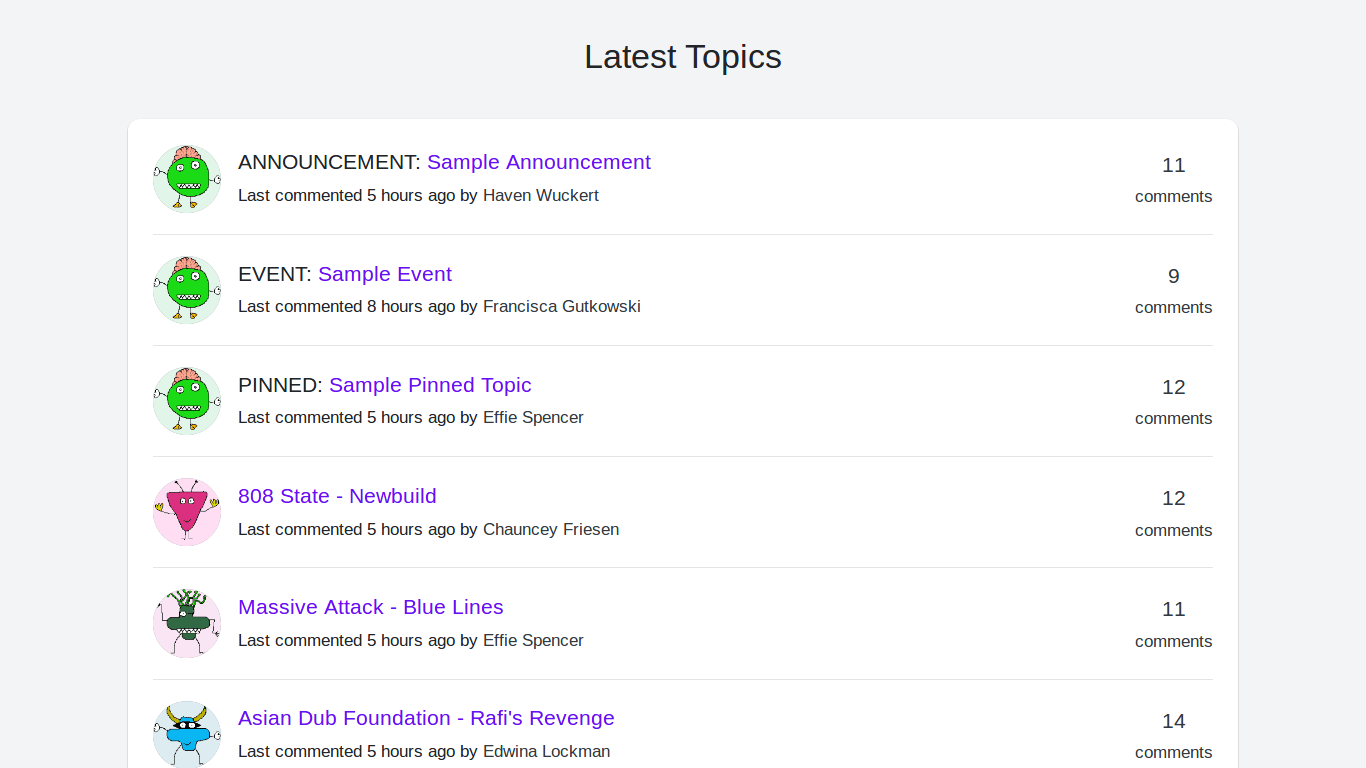 Latest Topics
ANNOUNCEMENT: Sample Announcement
Last commented 5 hours ago by Haven Wuckert
11
comments
EVENT: Sample Event
Last commented 8 hours ago by Francisca Gutkowski
9
comments
PINNED: Sample Pinned Topic
Last commented 5 hours ago by Effie Spencer
12
comments
808 State - Newbuild
Last commented 5 hours ago by Chauncey Friesen
12
comments
Massive Attack - Blue Lines
Last commented 5 hours ago by Effie Spencer
11
comments
Asian Dub Foundation - Rafi's Revenge
Last commented 5 hours ago by Edwina Lockman
14
comments